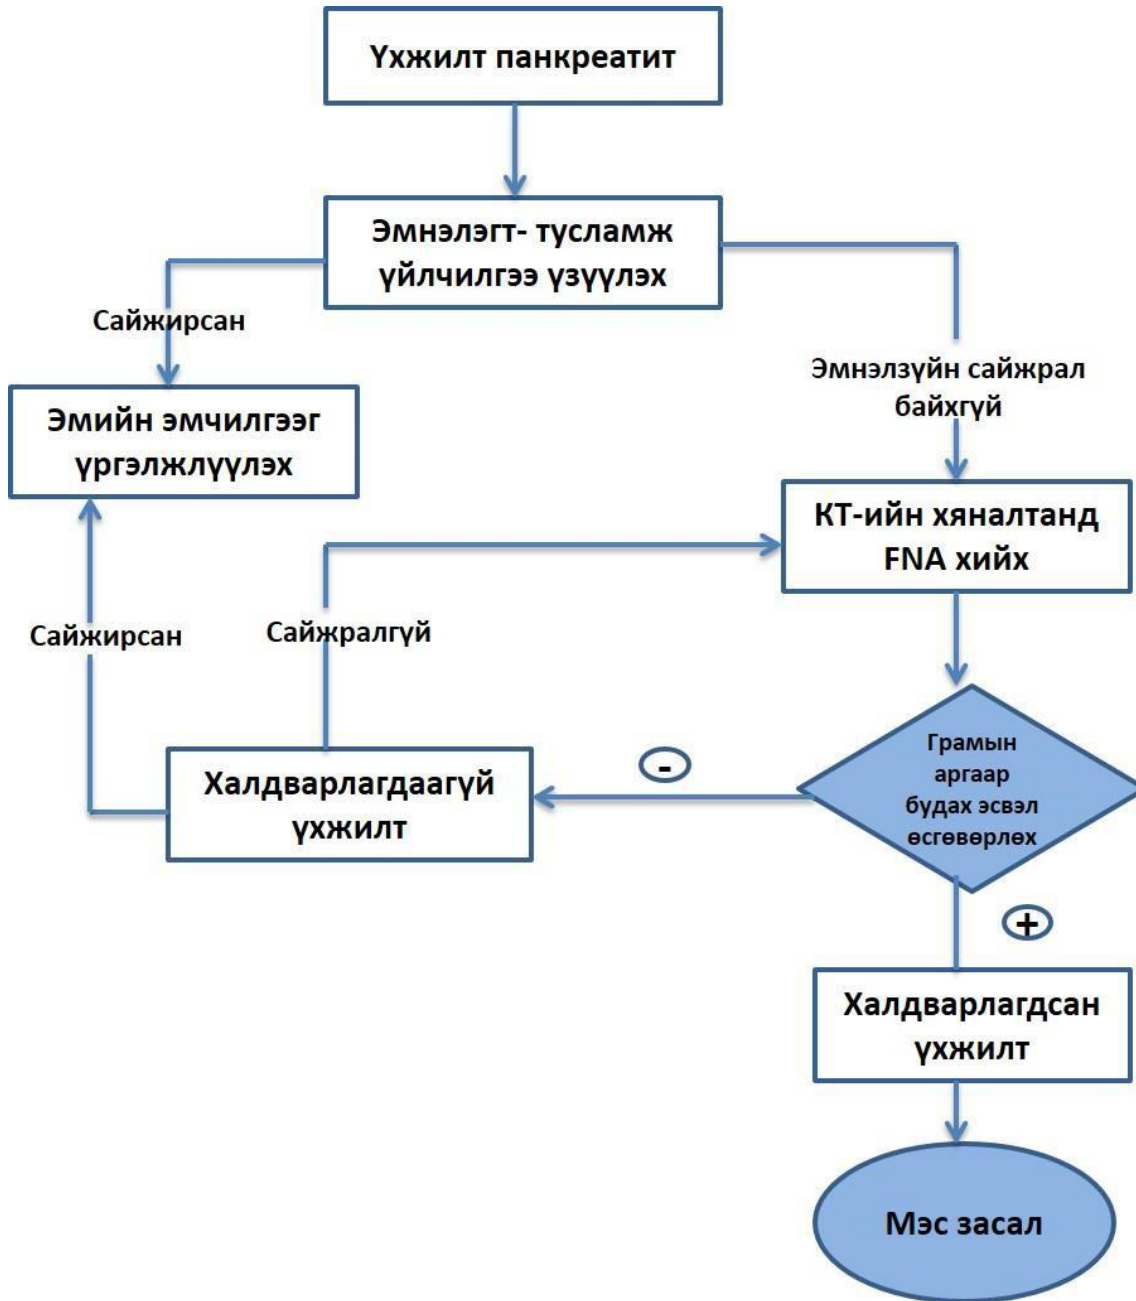 Үхжилт панкреатит
Эмнэлэгт- тусламж
үйлчилгээ үзүүлэх
Сайжирсан
Эмнэлзүйн сайжрал
байхгүй
Эмийн эмчилгээг
үргэлжлүүлэх
КТ-ийн хяналтанд
FNA хийх
Сайжирсан
Сайжралгүй
Грамын
аргаар
будах эсвэл
өсгөвөрлөх
-
Халдварлагдаагүй
үхжилт
+
Халдварлагдсан
үхжилт
Мэс засал